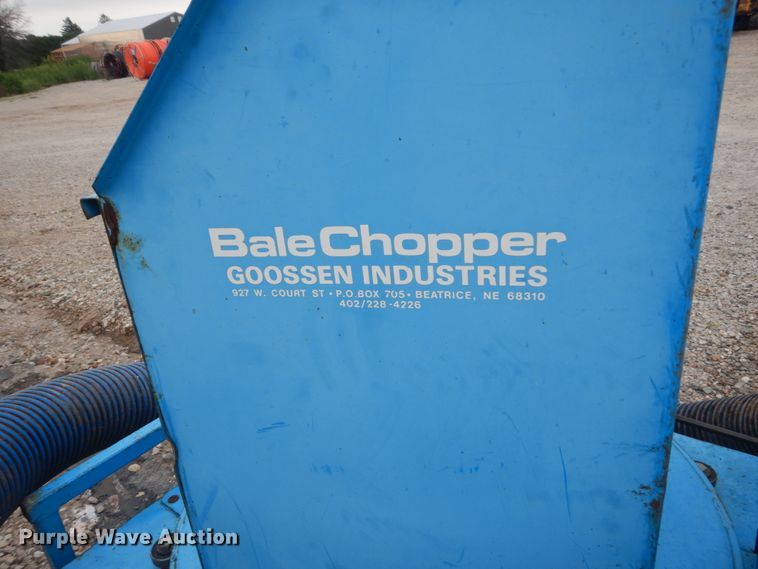 BaleChopper
GOOSSEN INDUSTRIES
927 W. COURT ST • P.O.BOX 705 • BEATRICE, NE 68310
402/228-4226
Purple Wave Auction